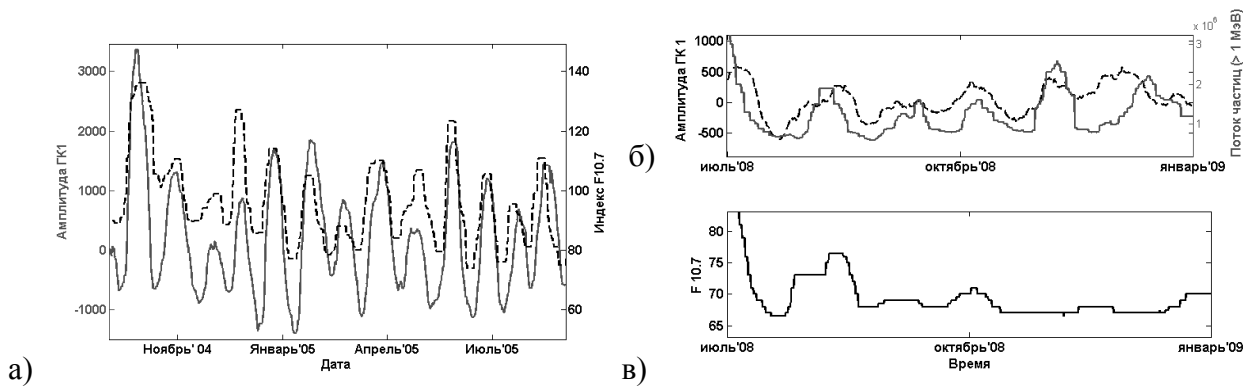 а)
Амплитуда ГК1
3000
2000
1000
0
-1000
140
120
100
80
60
Индекс F10.7
Ноябрь' 04
Январь'05
Апрель'05
Июль'05
Дата
б)
Амплитуда ГК 1
1000
500
0
-500
x 10⁶
3
2
1
Поток частиц (> 1 МэВ)
июль'08
октябрь'08
январь'09
в)
F 10.7
80
75
70
65
июль'08
октябрь'08
январь'09
Время